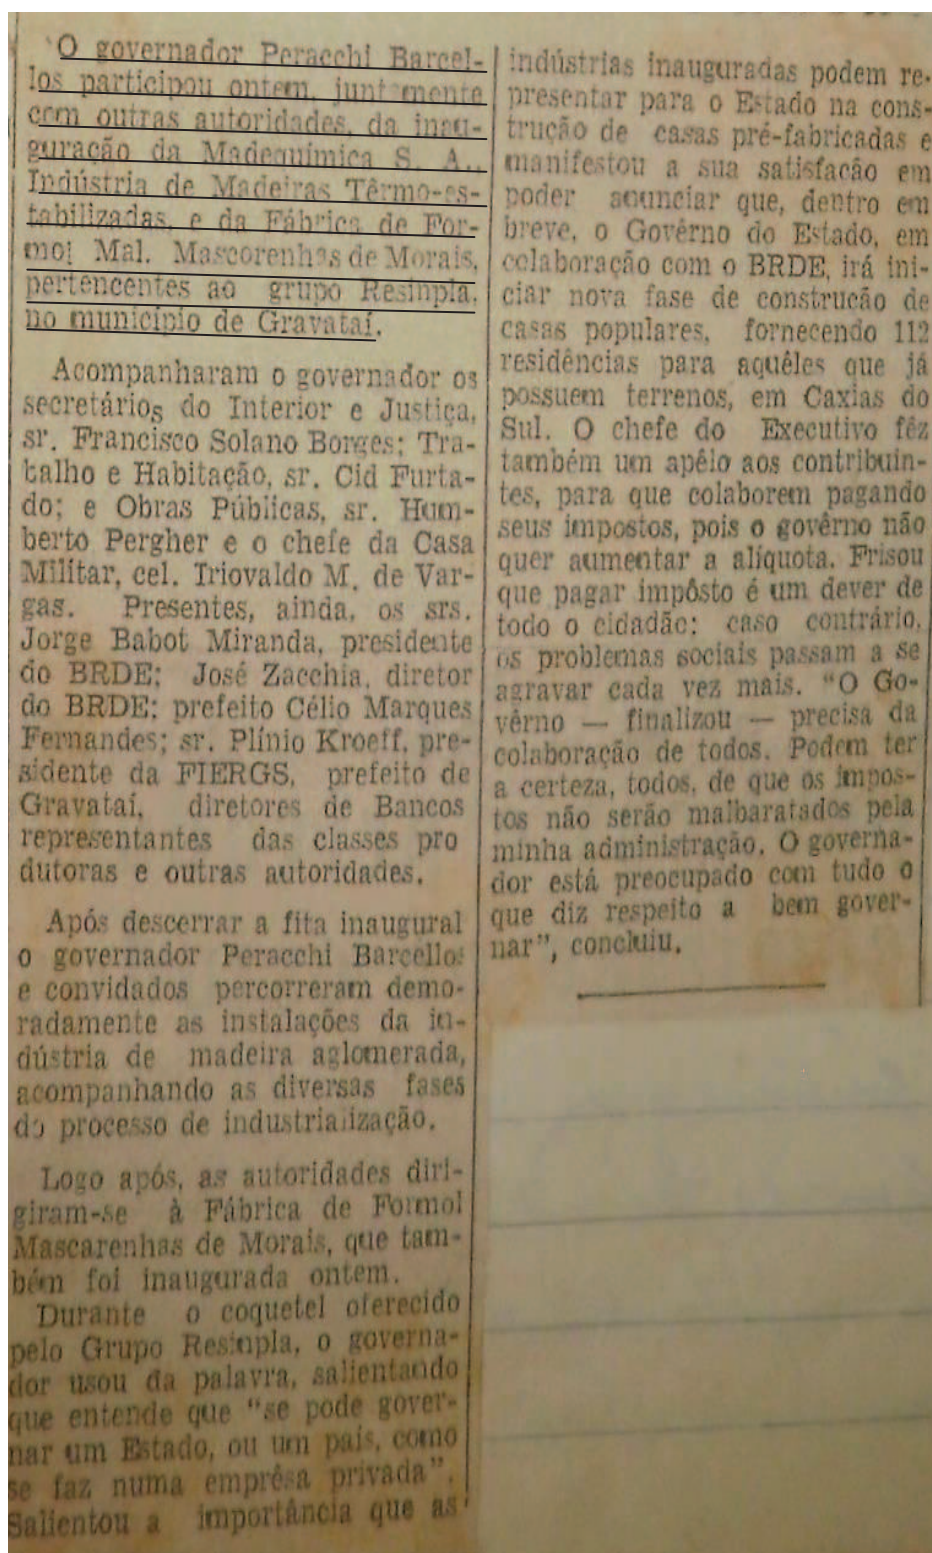 O governador Peracchi Barcel-
los participou ontem, juntamente
com outras autoridades, da inau-
guração da Madequímica S. A.,
Indústria de Madeiras Têrmo-es-
tabilizadas, e da Fábrica de For-
mol Mal. Mascorenhas de Morais,
pertencentes ao grupo Resinpla,
no município de Gravataí.
Acompanharam o governador os
secretários do Interior e Justiça,
sr. Francisco Solano Borges; Tra-
balho e Habitação, sr. Cid Furta-
do; e Obras Públicas, sr. Hum-
berto Pergher e o chefe da Casa
Militar, cel. Iriovaldo M. de Var-
gas. Presentes, ainda, os srs.
Jorge Babot Miranda, presidente
do BRDE; José Zacchia, diretor
do BRDE; prefeito Célio Marques
Fernandes; sr. Plínio Kroeff, pre-
sidente da FIERGS, prefeito de
Gravataí, diretores de Bancos
representantes das classes pro
dutoras e outras autoridades.
Após descerrar a fita inaugural
o governador Peracchi Barcellos
e convidados percorreram demo-
radamente as instalações da in-
dústria de madeira aglomerada,
acompanhando as diversas fases
do processo de industrialização.
Logo após, as autoridades diri-
giram-se à Fábrica de Formol
Mascarenhas de Morais, que tam-
bém foi inaugurada ontem.
Durante o coquetel oferecido
pelo Grupo Resinpla, o governa-
dor usou da palavra, salientando
que entende que "se pode gover-
nar um Estado, ou um país, como
se faz numa emprêsa privada".
Salientou a importância que as
indústrias inauguradas podem re-
presentar para o Estado na cons-
trução de casas pré-fabricadas e
manifestou a sua satisfação em
poder anunciar que, dentro em
breve, o Govêrno do Estado, em
colaboração com o BRDE, irá ini-
ciar nova fase de construção de
casas populares, fornecendo 112
residências para aquêles que já
possuem terrenos, em Caxias do
Sul. O chefe do Executivo fêz
também um apêlo aos contribuin-
tes, para que colaborem pagando
seus impostos, pois o govêrno não
quer aumentar a alíquota. Frisou
que pagar impôsto é um dever de
todo o cidadão; caso contrário,
os problemas sociais passam a se
agravar cada vez mais. "O Go-
vêrno — finalizou — precisa da
colaboração de todos. Podem ter
a certeza, todos, de que os impos-
tos não serão malbaratados pela
minha administração. O governa-
dor está preocupado com tudo o
que diz respeito a bem gover-
nar", concluiu.